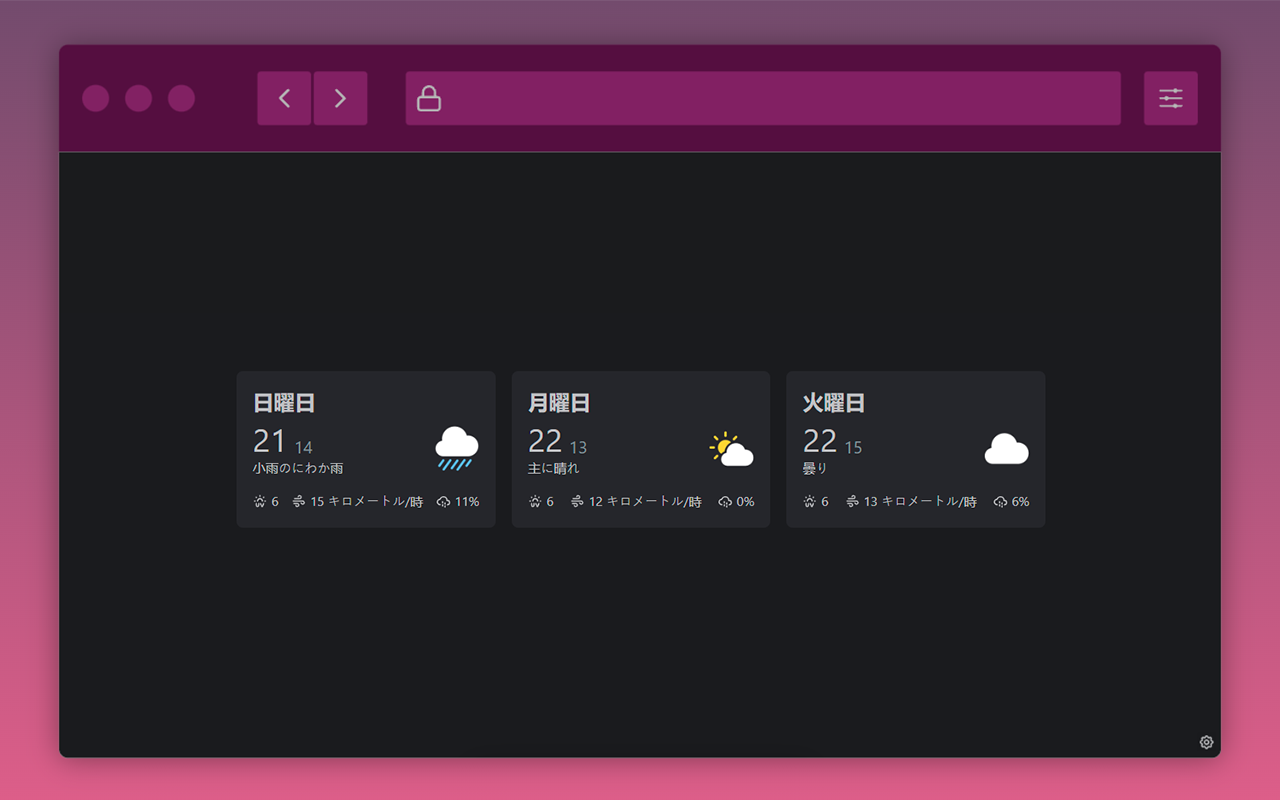 日曜日
21 14
小雨のにわか雨
6 15 キロメートル/時 11%
月曜日
22 13
主に晴れ
6 12 キロメートル/時 0%
火曜日
22 15
曇り
6 13 キロメートル/時 6%